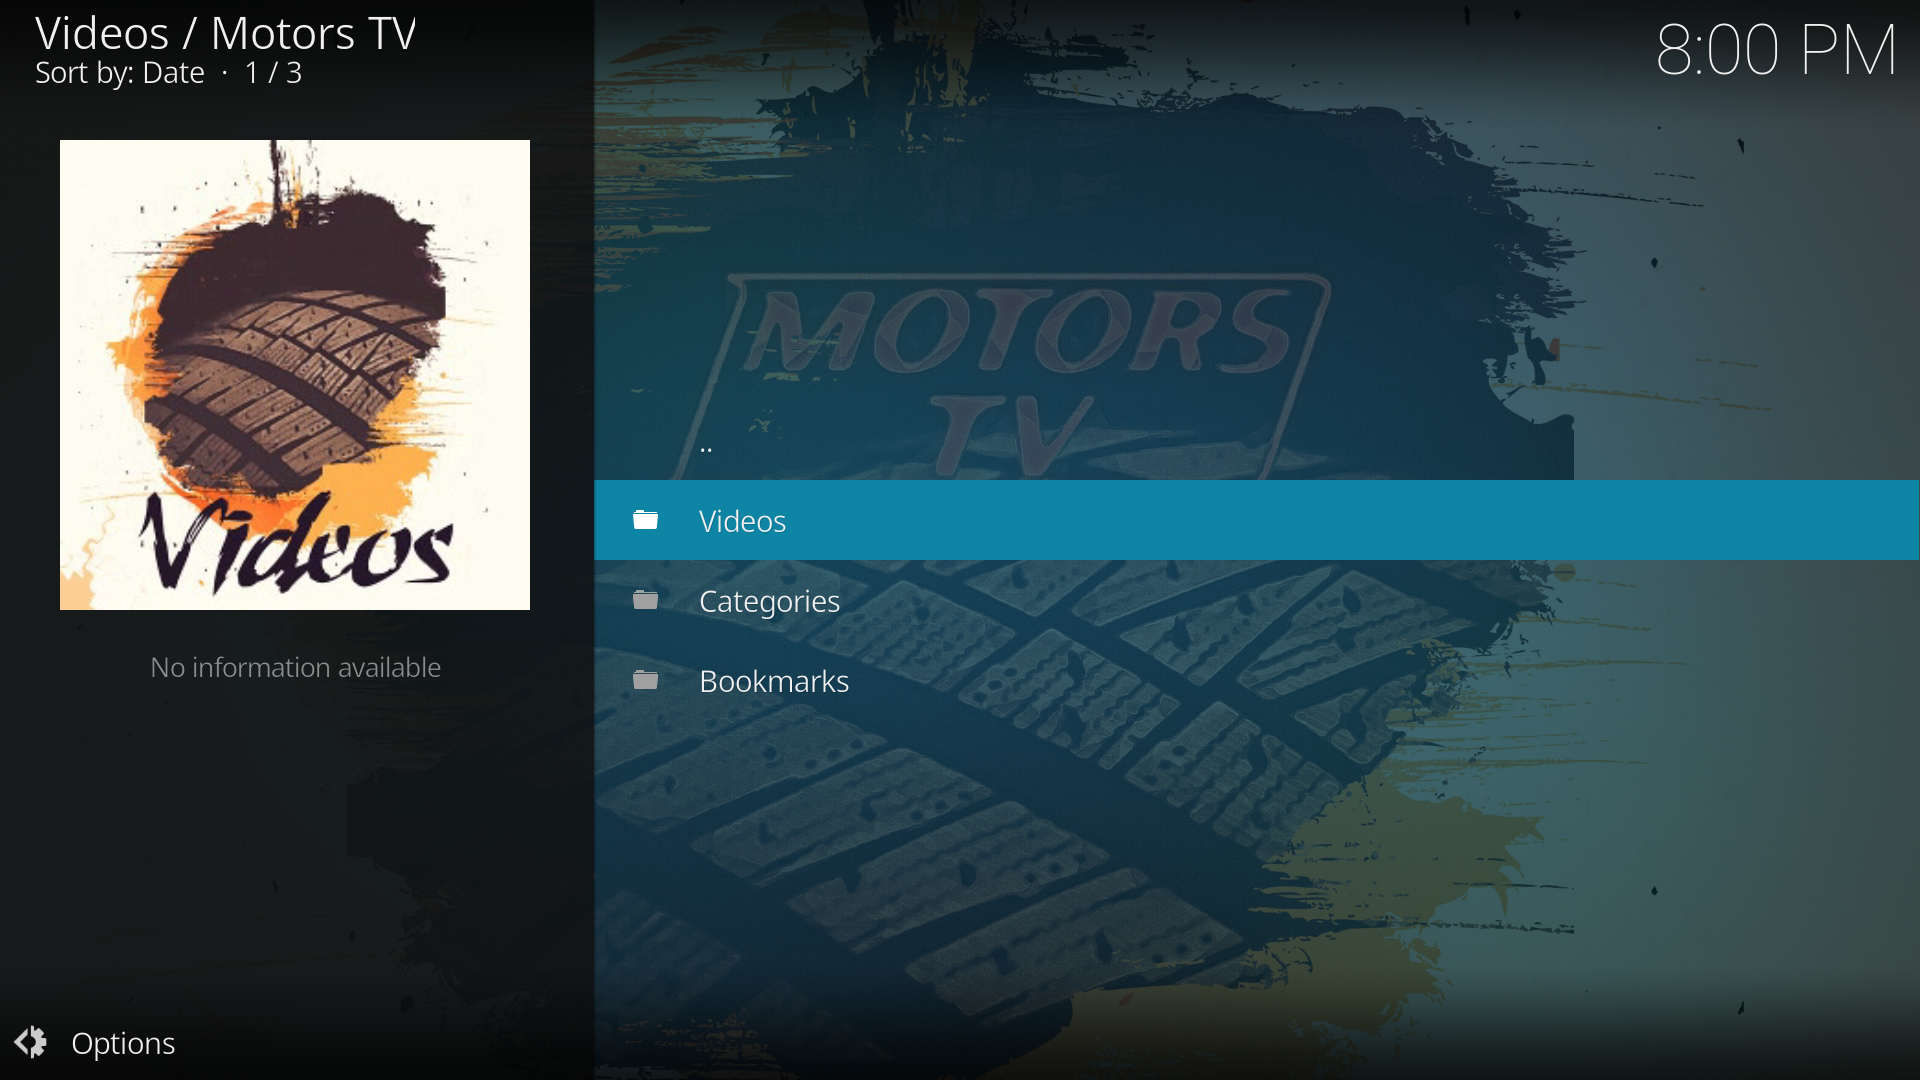 Videos / Motors TV
Sort by: Date · 1 / 3
8:00 PM
Videos
No information available
MOTORS
TV
..
Videos
Categories
Bookmarks
Options